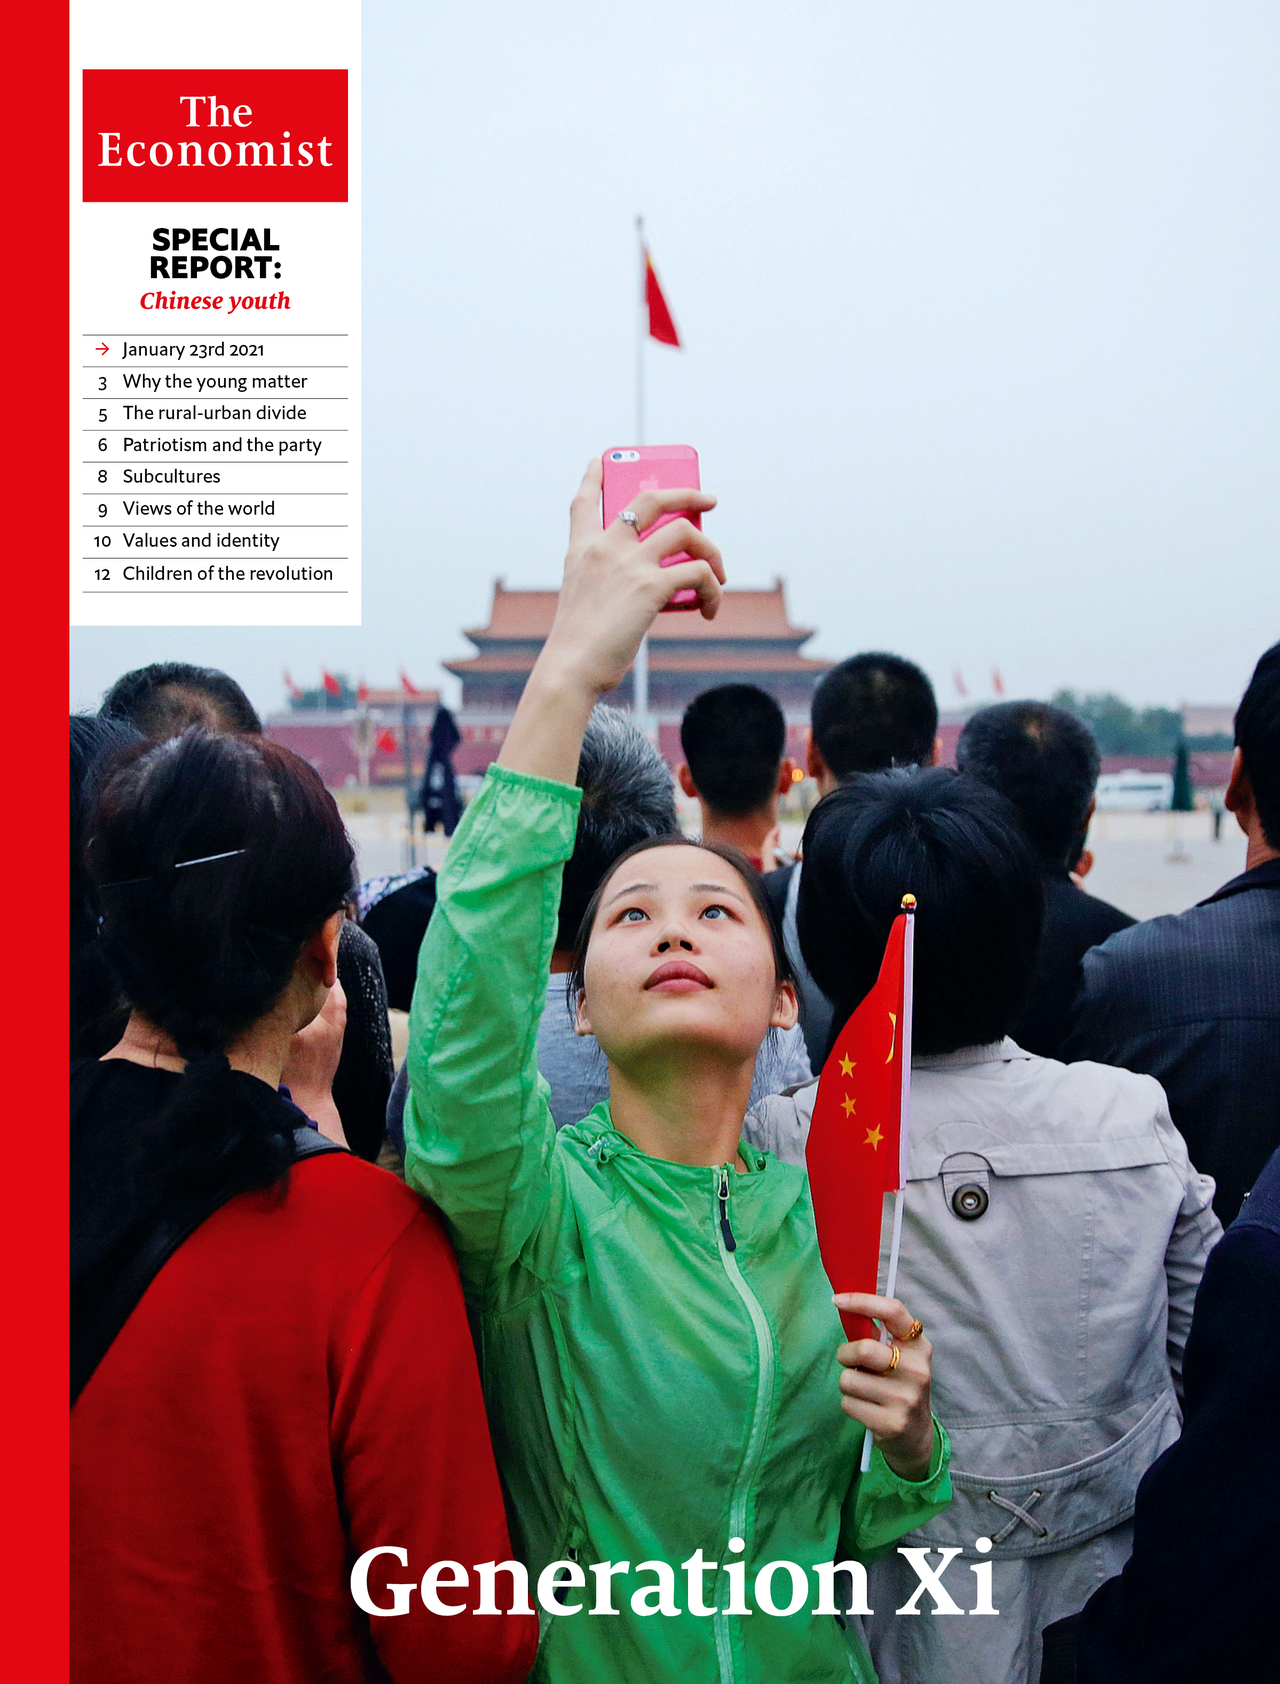 The
Economist
SPECIAL
REPORT:
Chinese youth
→ January 23rd 2021
3 Why the young matter
5 The rural-urban divide
6 Patriotism and the party
8 Subcultures
9 Views of the world
10 Values and identity
12 Children of the revolution
Generation Xi